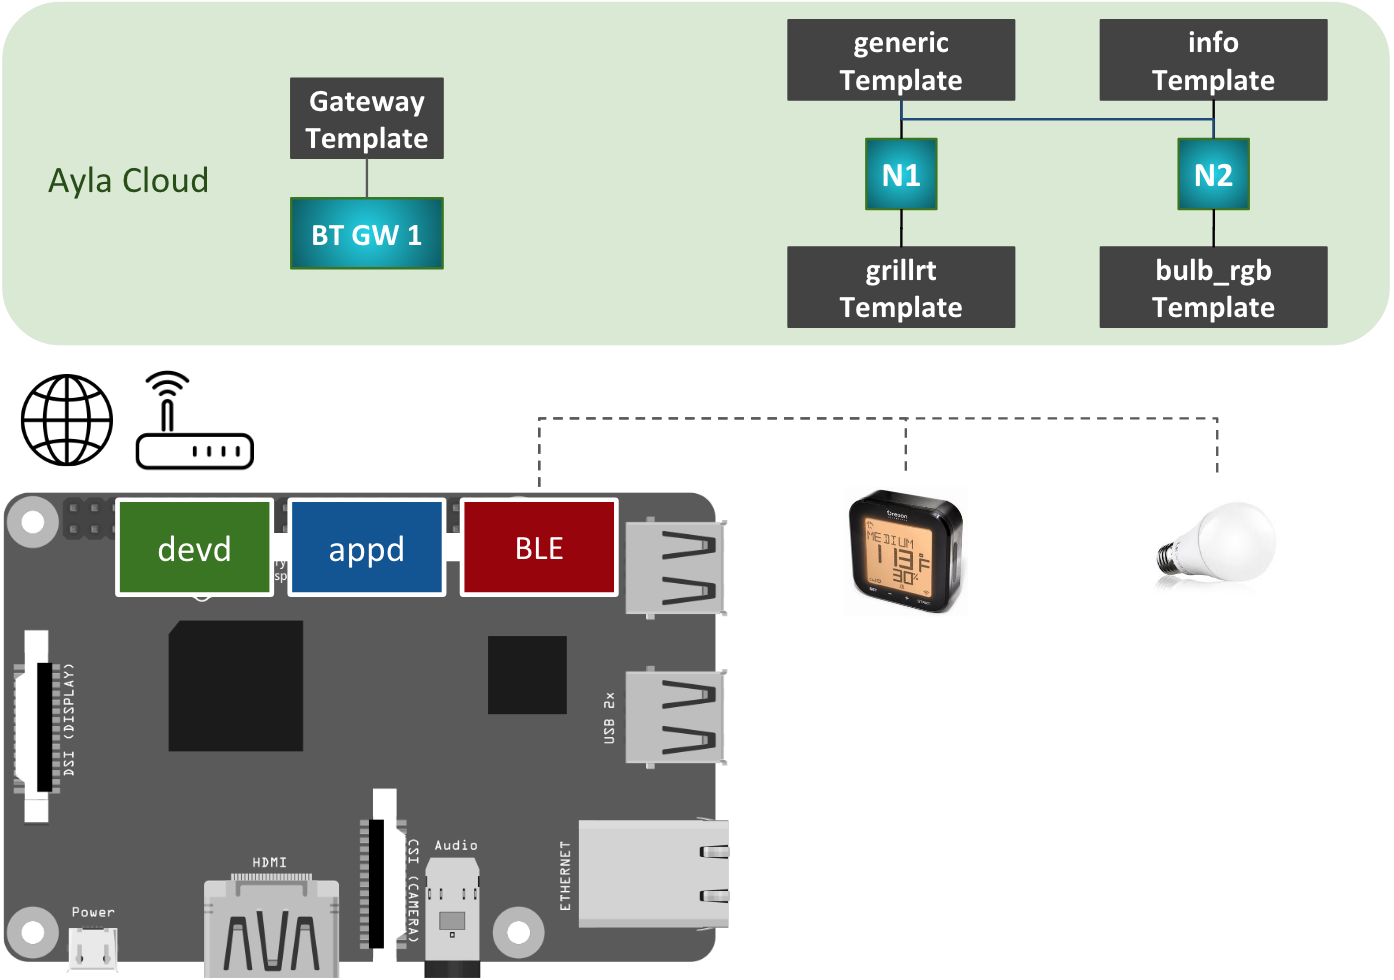 generic
Template
info
Template
Gateway
Template
Ayla Cloud
N1
N2
BT GW 1
grillrt
Template
bulb_rgb
Template
devd
appd
BLE
MEDIUM
113°F
30%
DSI (DISPLAY)
USB 2x
HDMI
CSI (CAMERA)
Audio
ETHERNET
Power